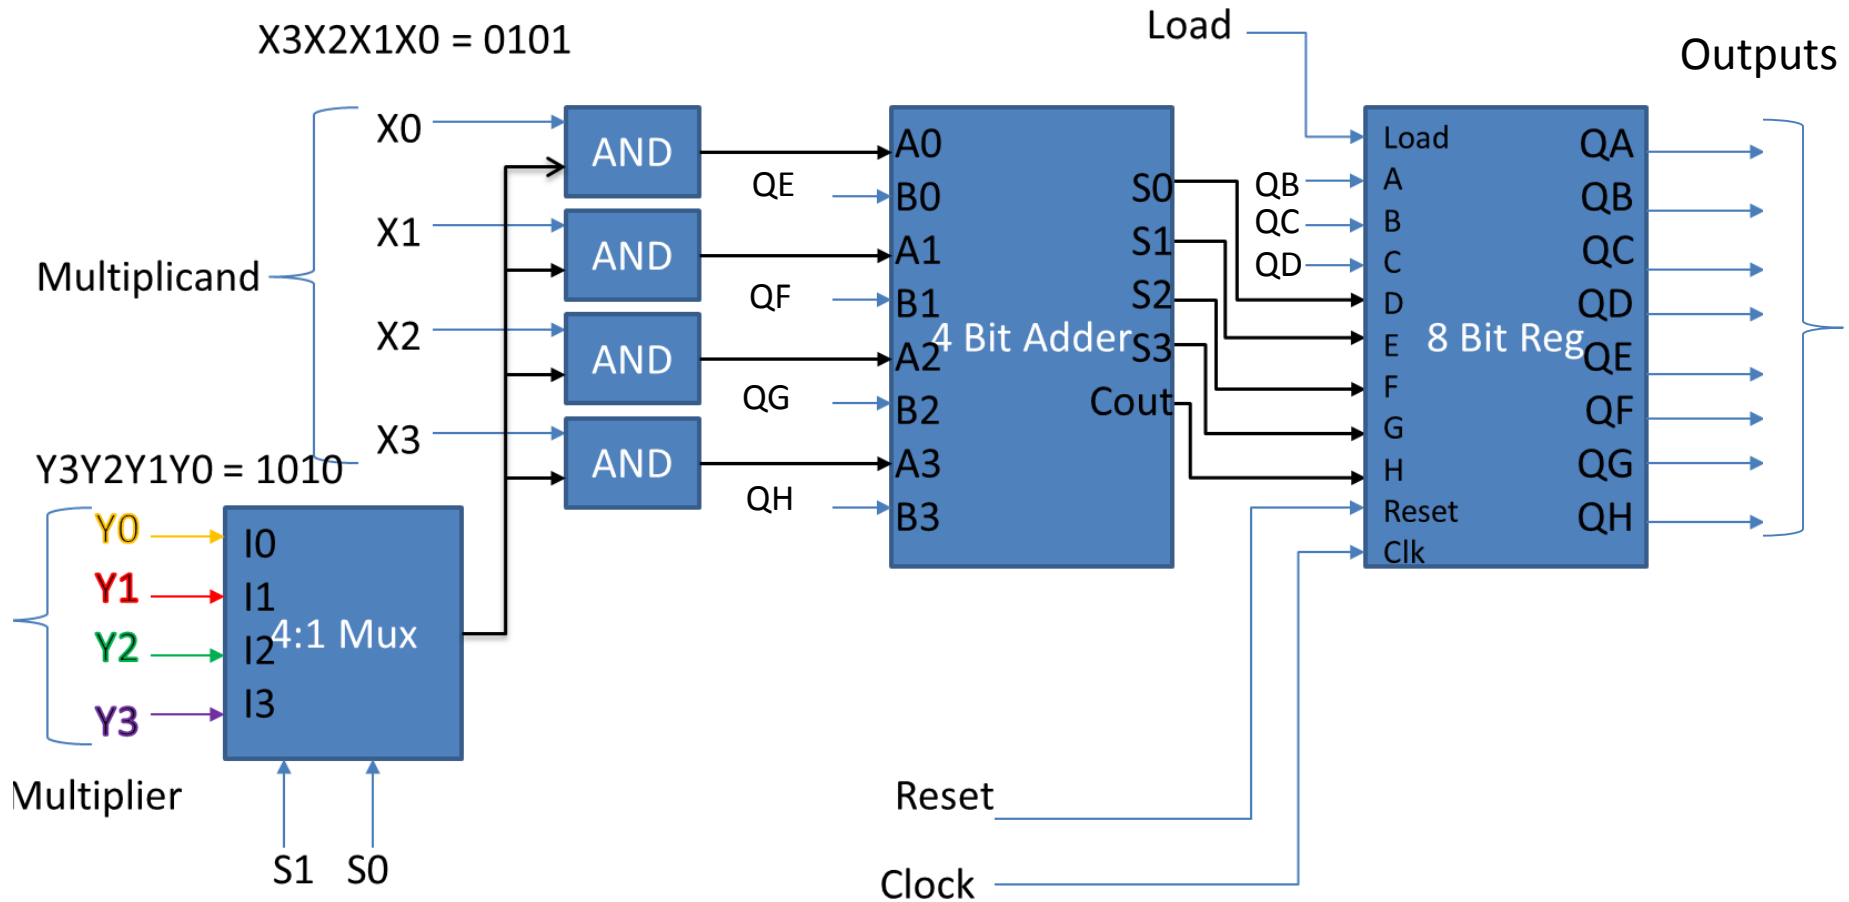 X3X2X1X0 = 0101
Load
Outputs
X0
X1
X2
X3
Multiplicand
AND
AND
AND
AND
QE
QF
QG
QH
A0
B0
A1
B1
A2
B2
A3
B3
4 Bit Adder
S0
S1
S2
S3
Cout
QB
QC
QD
Load
A
B
C
D
E
F
G
H
Reset
Clk
8 Bit Reg
QA
QB
QC
QD
QE
QF
QG
QH
Y3Y2Y1Y0 = 1010
Y0
Y1
Y2
Y3
I0
I1
I2
I3
4:1 Mux
Multiplier
S1 S0
Reset
Clock